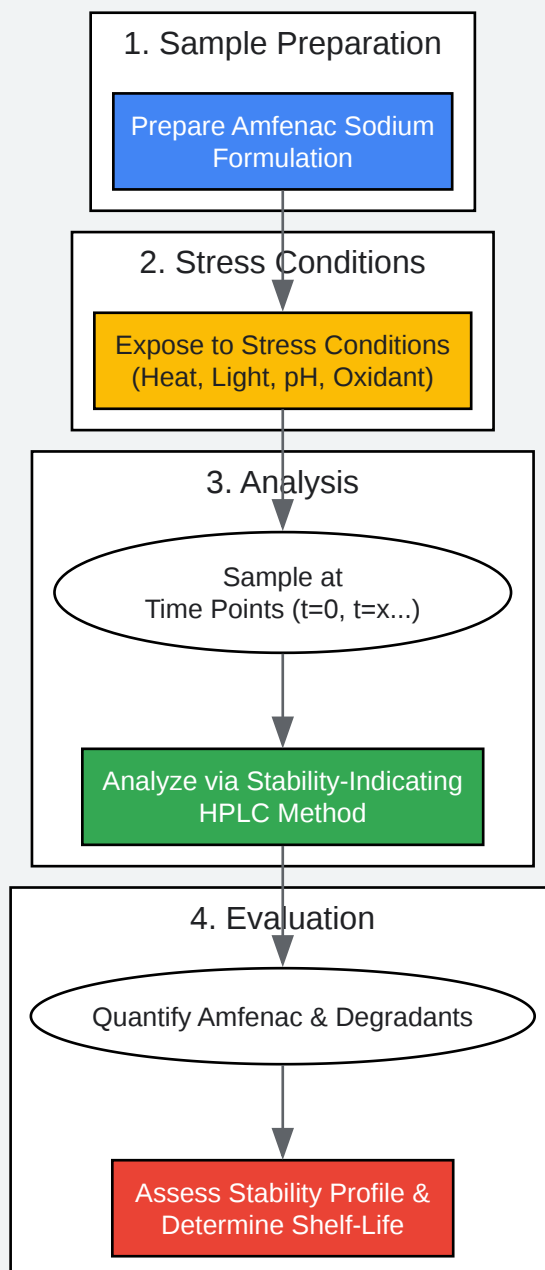 1. Sample Preparation
Prepare Amfenac Sodium
Formulation
2. Stress Conditions
Expose to Stress Conditions
(Heat, Light, pH, Oxidant)
3. Analysis
Sample at
Time Points (t=0, t=x...)
Analyze via Stability-Indicating
HPLC Method
4. Evaluation
Quantify Amfenac & Degradants
Assess Stability Profile &
Determine Shelf-Life